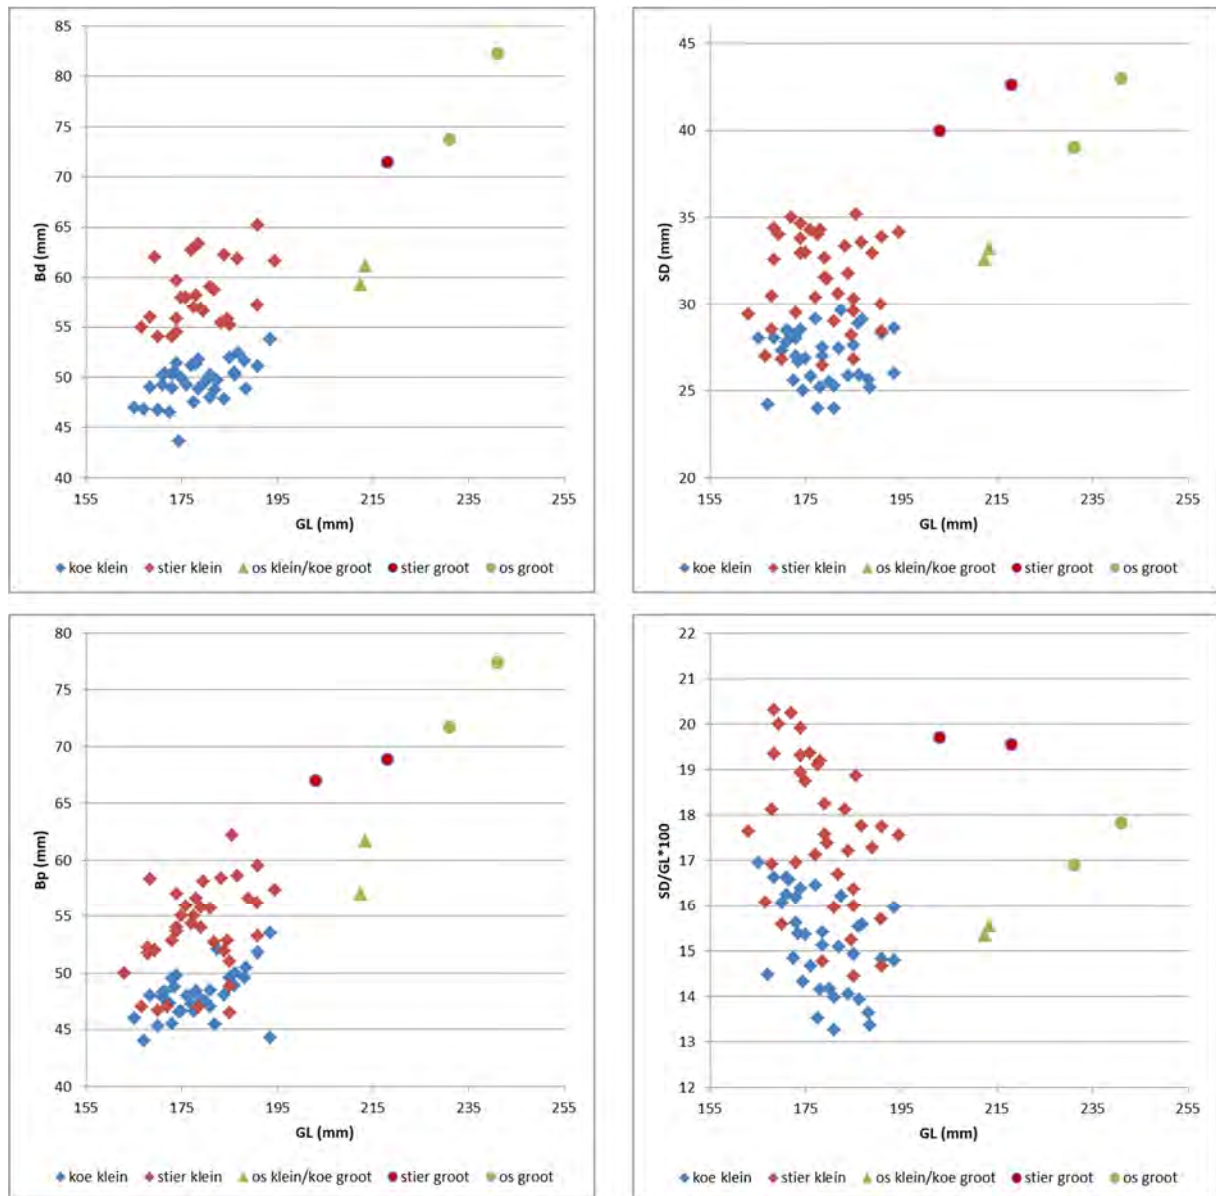 85
80
75
70
65
60
55
50
45
40
Bd (mm)
155 175 195 215 235 255
GL (mm)
koe klein stier klein os klein/koe groot stier groot os groot
45
40
35
30
25
20
SD (mm)
155 175 195 215 235 255
GL (mm)
koe klein stier klein os klein/koe groot stier groot os groot
80
75
70
65
60
55
50
45
40
Bp (mm)
155 175 195 215 235 255
GL (mm)
koe klein stier klein os klein/koe groot stier groot os groot
22
21
20
19
18
17
16
15
14
13
12
SD/GL*100
155 175 195 215 235 255
GL (mm)
koe klein stier klein os klein/koe groot stier groot os groot